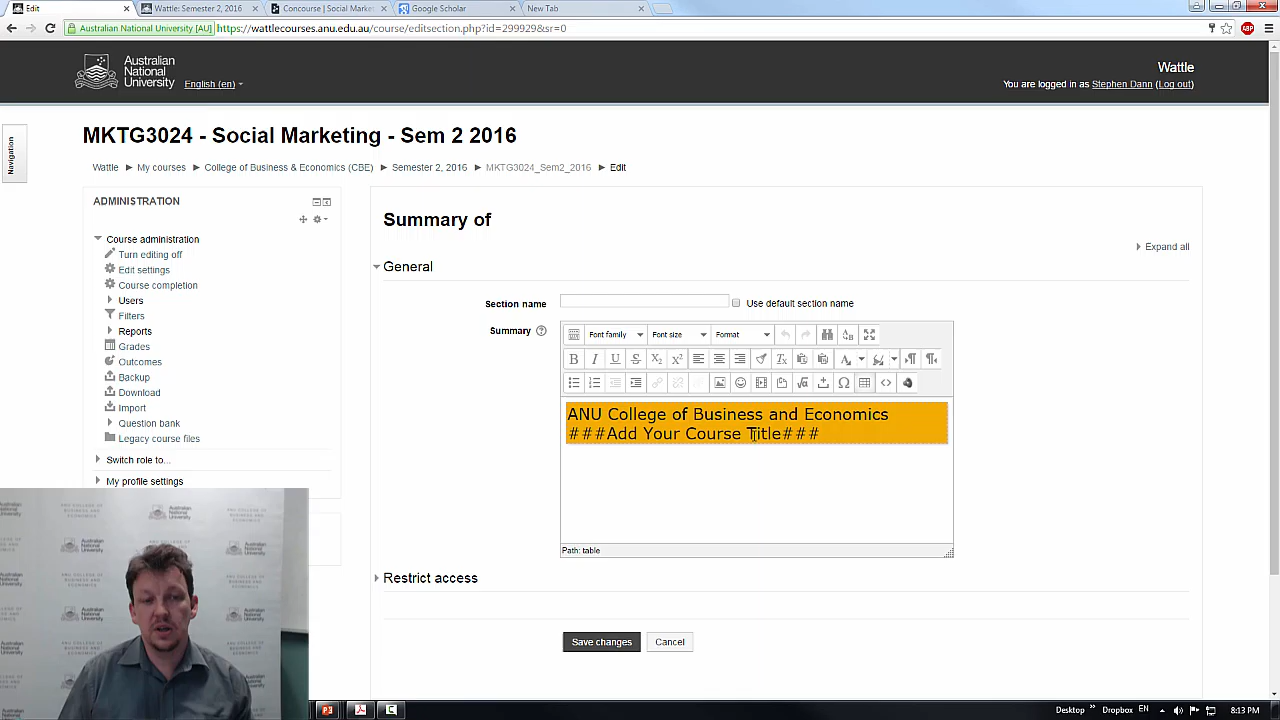 Edit
Wattle: Semester 2, 2016
Concourse | Social Marke
Google Scholar
New Tab
Australian National University [AU]
https://wattlecourses.anu.edu.au/course/editsection.php?id=299929&sr=0
ABP
Australian
National
University
English (en)
Wattle
You are logged in as Stephen Dann (Log out)
Navigation
MKTG3024 - Social Marketing - Sem 2 2016
Wattle ▶ My courses ▶ College of Business & Economics (CBE) ▶ Semester 2, 2016 ▶ MKTG3024_Sem2_2016 ▶ Edit
ADMINISTRATION
Course administration
Turn editing off
Edit settings
Course completion
Users
Filters
Reports
Grades
Outcomes
Backup
Download
Import
Question bank
Legacy course files
Switch role to...
My profile settings
Summary of
Expand all
General
Section name
Use default section name
Summary
Font family
Font size
Format
ANU College of Business and Economics
###Add Your Course Title###
Path: table
Restrict access
Save changes
Cancel
Desktop
Dropbox
EN
8:13 PM